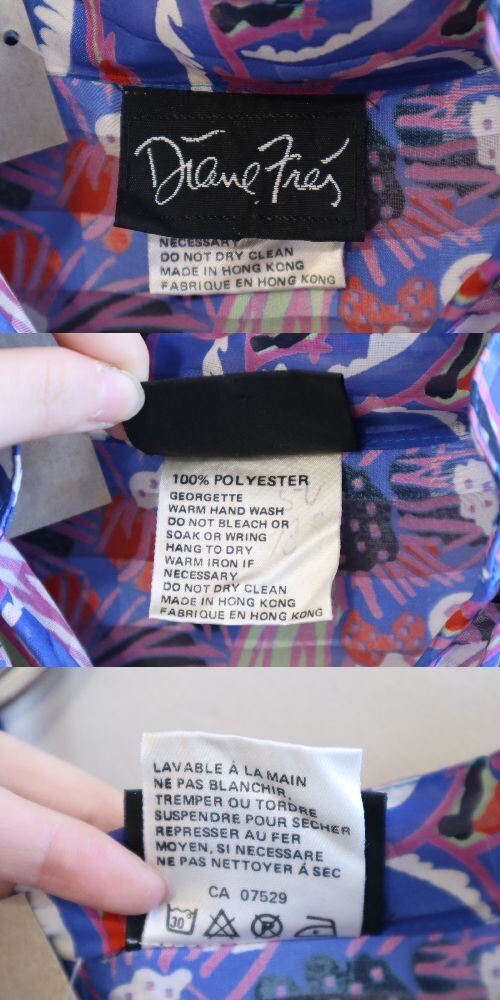 Diane Freś
NECESSARY
DO NOT DRY CLEAN
MADE IN HONG KONG
FABRIQUE EN HONG KONG
100% POLYESTER
GEORGETTE
WARM HAND WASH
DO NOT BLEACH OR
SOAK OR WRING
HANG TO DRY
WARM IRON IF
NECESSARY
DO NOT DRY CLEAN
MADE IN HONG KONG
FABRIQUE EN HONG KONG
LAVABLE À LA MAIN
NE PAS BLANCHIR,
TREMPER OU TORDRE
SUSPENDRE POUR SÉCHER
REPRESSER AU FER
MOYEN, SI NECESSARE
NE PAS NETTOYER Á SEC
CA 07529
30°